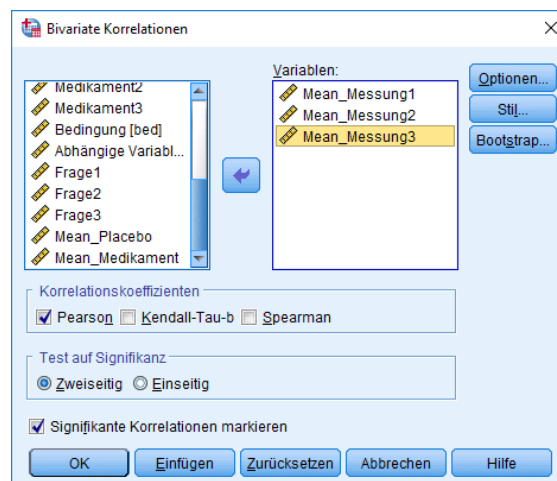 Bivariate Korrelationen
Medikament2
Medikament3
Bedingung [bed]
Abhängige Variabl...
Frage1
Frage2
Frage3
Mean_Placebo
Mean_Medikament
Variablen:
Mean_Messung1
Mean_Messung2
Mean_Messung3
Optionen...
Stil...
Bootstrap...
Korrelationskoeffizienten
Pearson Kendall-Tau-b Spearman
Test auf Signifikanz
Zweiseitig Einseitig
Signifikante Korrelationen markieren
OK Einfügen Zurücksetzen Abbrechen Hilfe